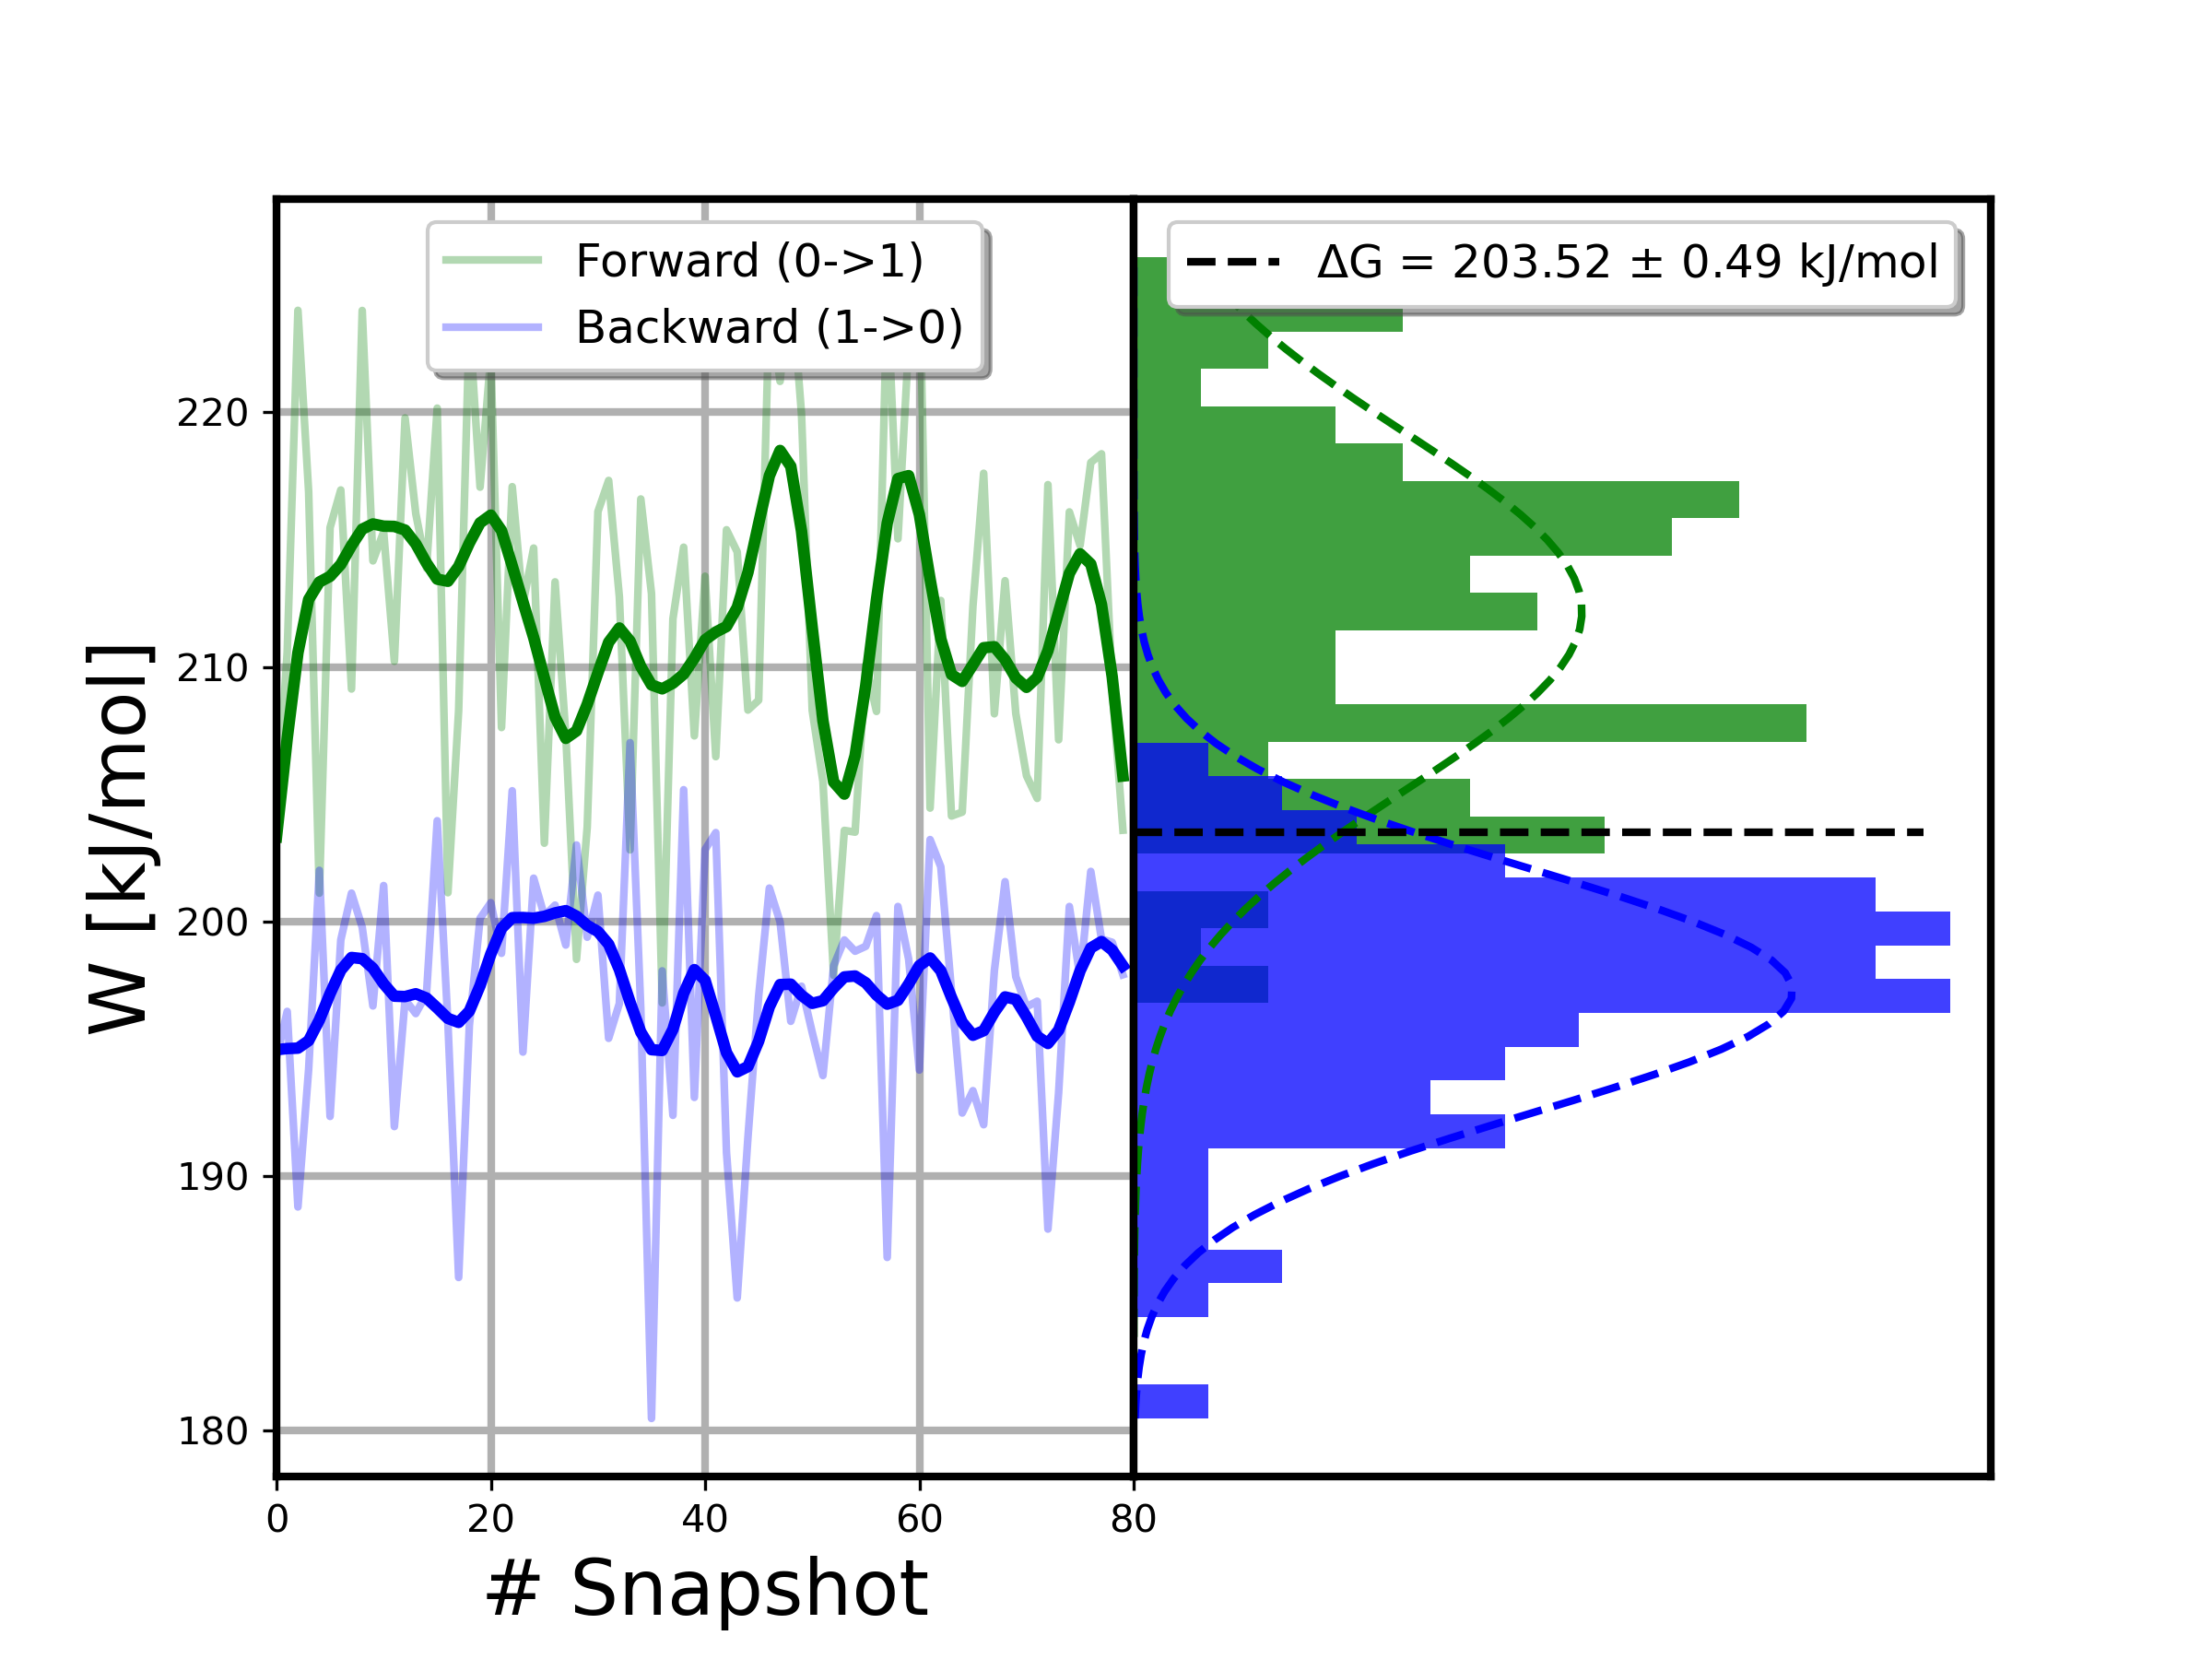 Forward (0->1)
Backward (1->0)
ΔG = 203.52 ± 0.49 kJ/mol
W [kJ/mol]
220
210
200
190
180
0 20 40 60 80
# Snapshot